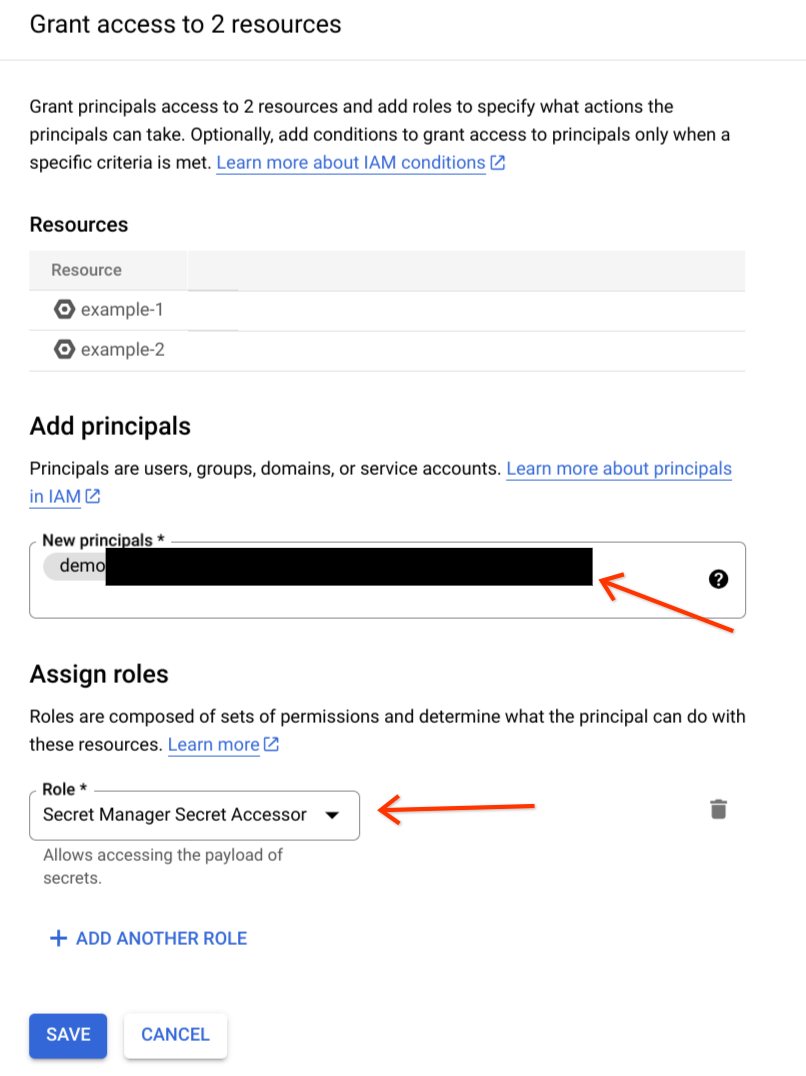 Grant access to 2 resources
Grant principals access to 2 resources and add roles to specify what actions the
principals can take. Optionally, add conditions to grant access to principals only when a
specific criteria is met. Learn more about IAM conditions
Resources
Resource
example-1
example-2
Add principals
Principals are users, groups, domains, or service accounts. Learn more about principals
in IAM
New principals *
demo
Assign roles
Roles are composed of sets of permissions and determine what the principal can do with
these resources. Learn more
Role *
Secret Manager Secret Accessor
Allows accessing the payload of
secrets.
+ ADD ANOTHER ROLE
SAVE CANCEL